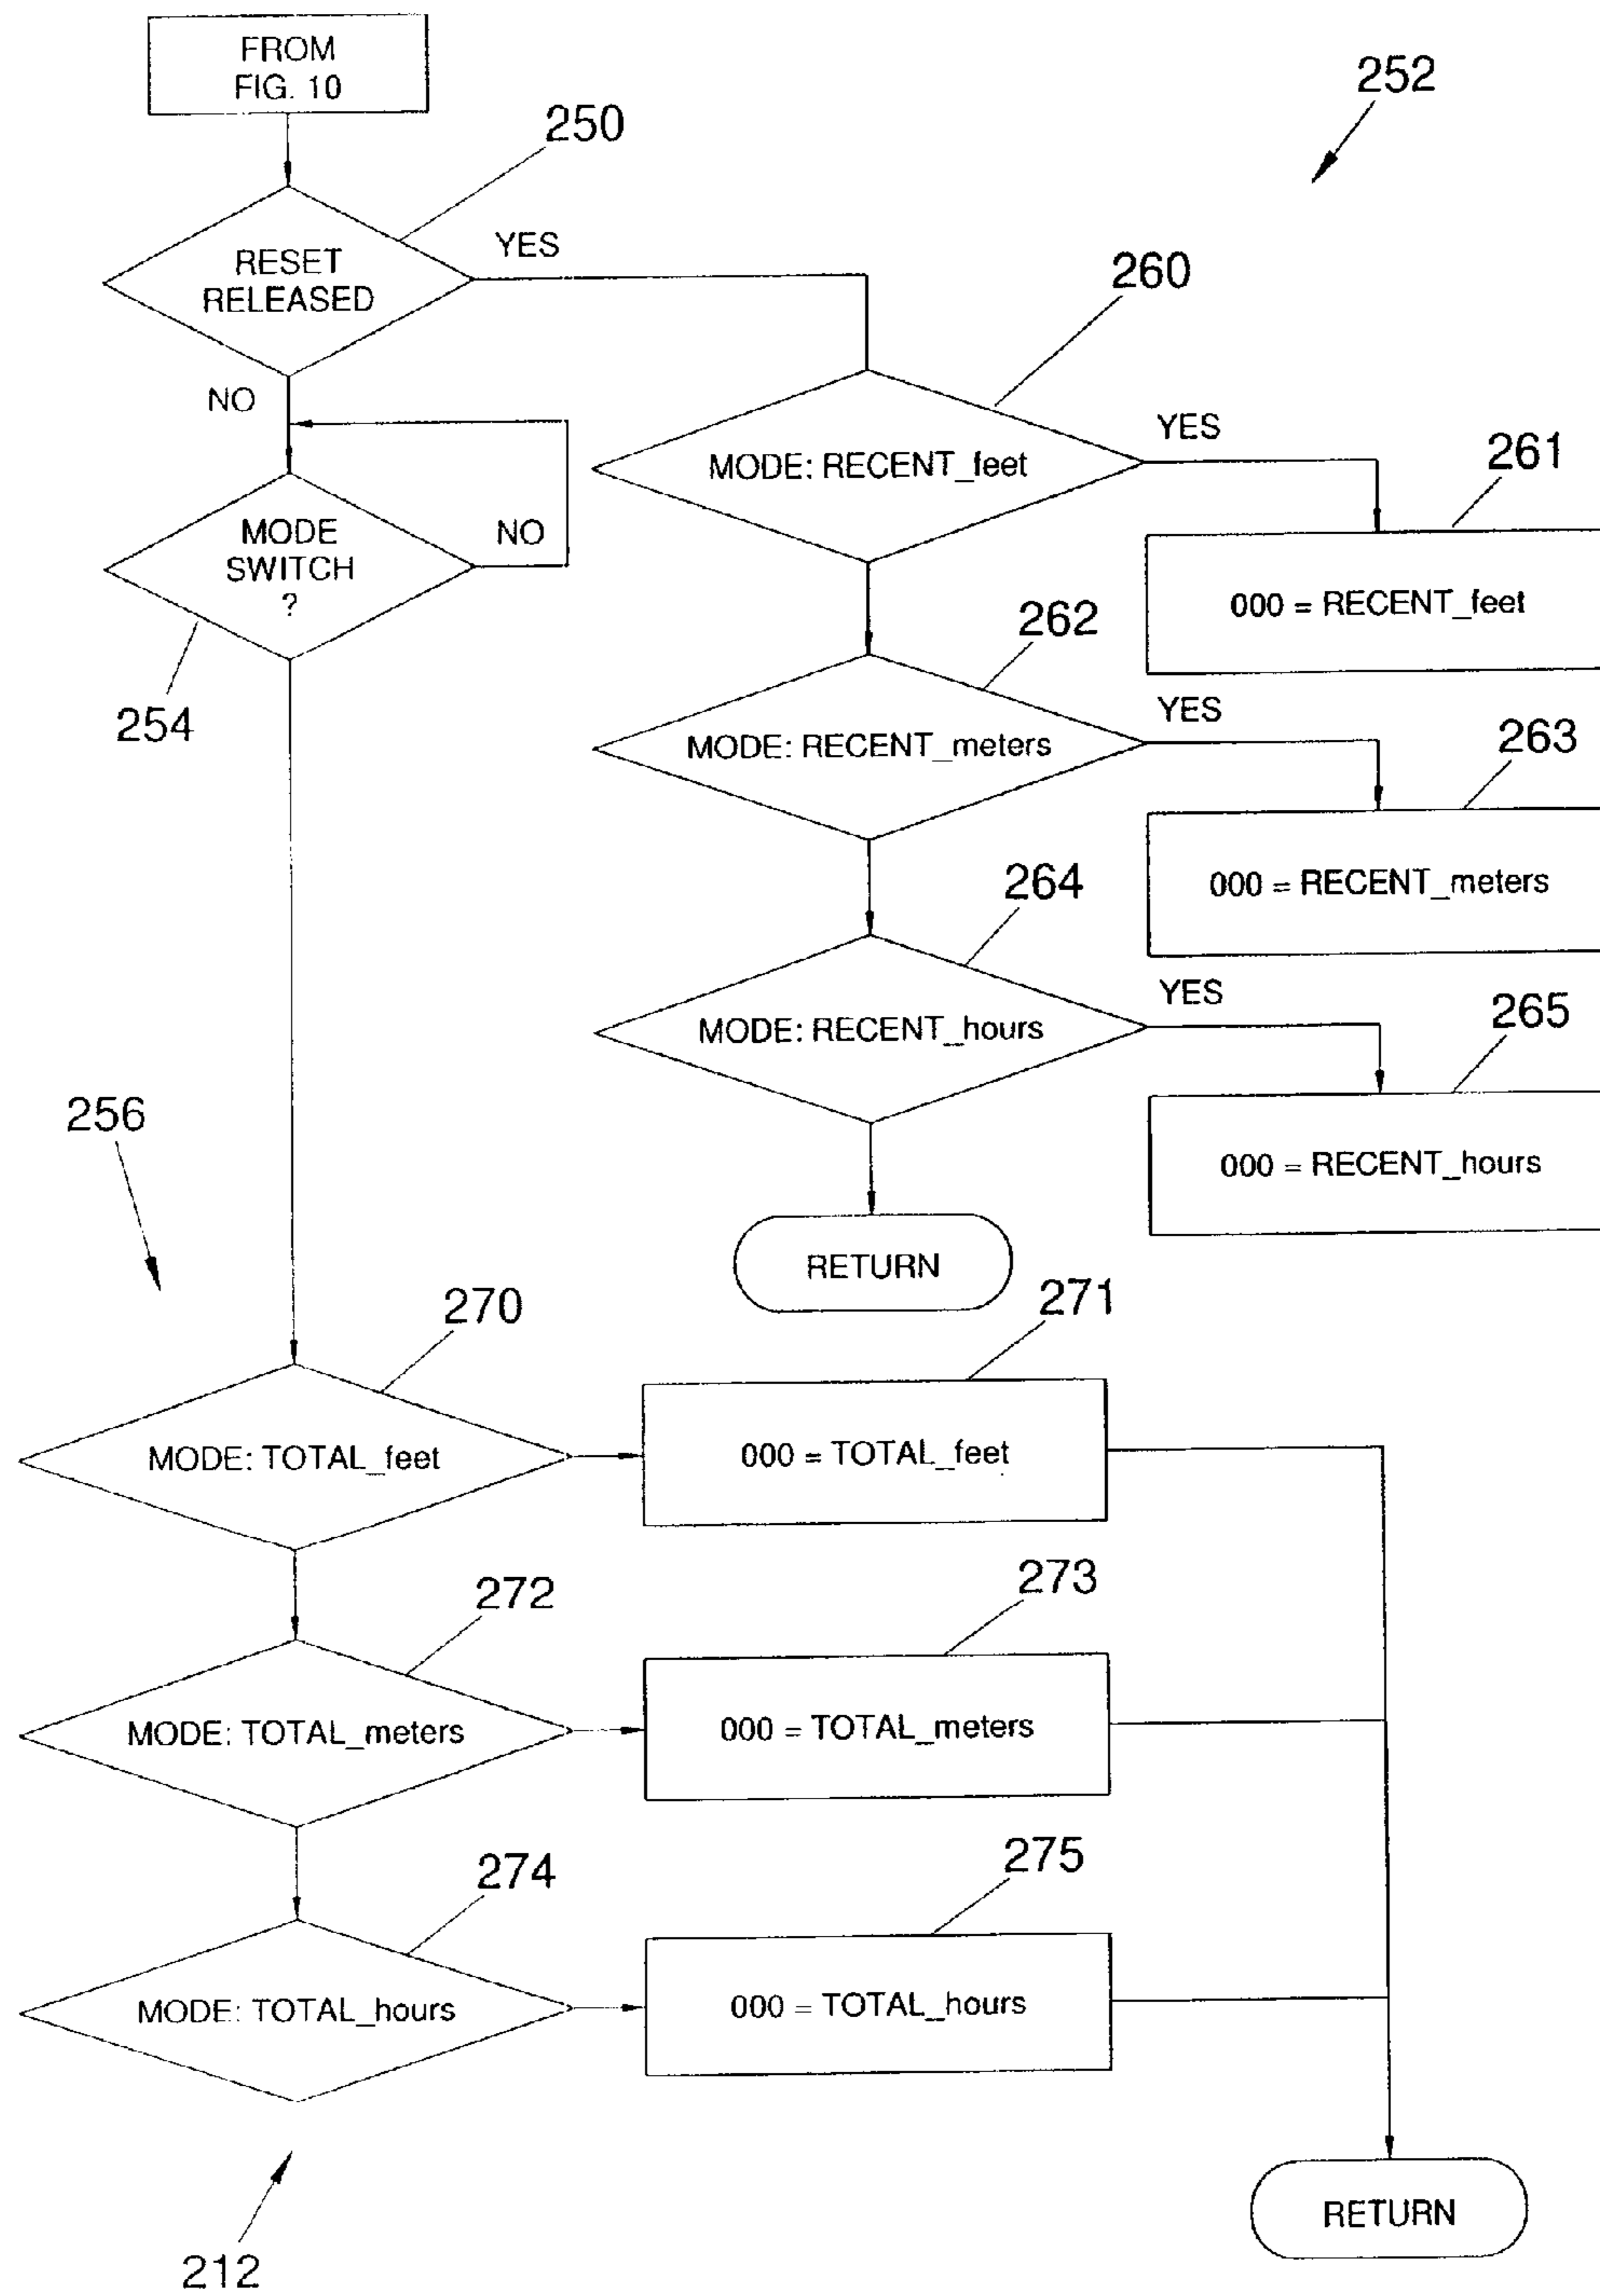 FROM
FIG. 10
252
250
RESET
RELEASED
YES
260
NO
MODE: RECENT_feet
YES
261
MODE
SWITCH
?
NO
000 = RECENT_feet
254
262
MODE: RECENT_meters
YES
263
000 = RECENT_meters
264
MODE: RECENT_hours
YES
265
000 = RECENT_hours
256
RETURN
270
271
MODE: TOTAL_feet
000 = TOTAL_feet
272
273
MODE: TOTAL_meters
000 = TOTAL_meters
274
275
MODE: TOTAL_hours
000 = TOTAL_hours
RETURN
212